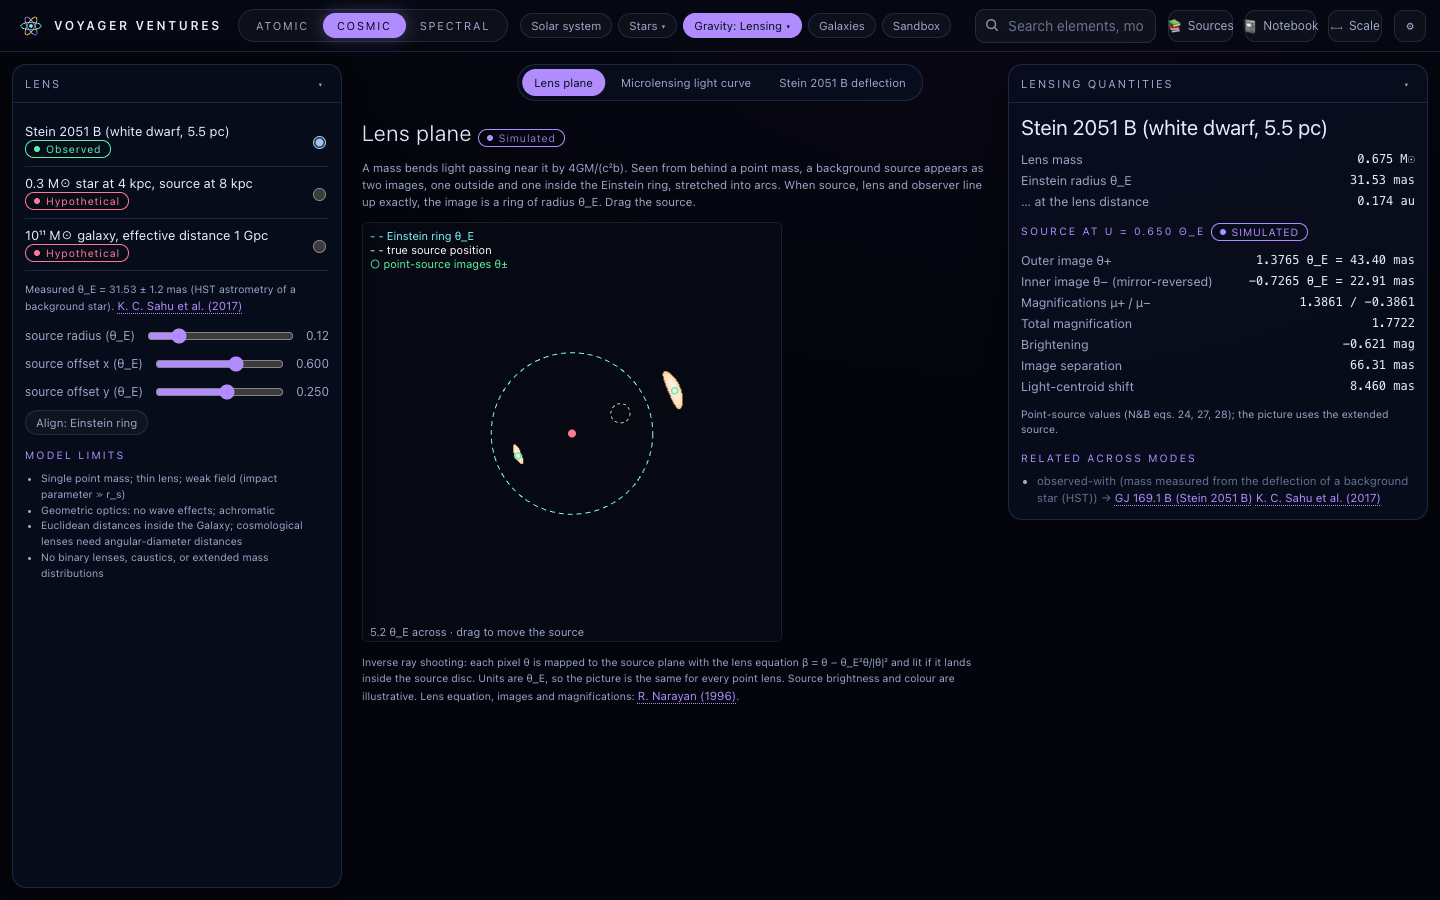 VOYAGER VENTURES
ATOMIC COSMIC SPECTRAL
Solar system Stars ▾ Gravity: Lensing ▾ Galaxies Sandbox
Search elements, mo
Sources Notebook Scale
LENS
Stein 2051 B (white dwarf, 5.5 pc)
Observed
0.3 M☉ star at 4 kpc, source at 8 kpc
Hypothetical
10¹¹ M☉ galaxy, effective distance 1 Gpc
Hypothetical
Measured θ_E = 31.53 ± 1.2 mas (HST astrometry of a
background star). K. C. Sahu et al. (2017)
source radius (θ_E) 0.12
source offset x (θ_E) 0.600
source offset y (θ_E) 0.250
Align: Einstein ring
MODEL LIMITS
• Single point mass; thin lens; weak field (impact
parameter » r_s)
• Geometric optics: no wave effects; achromatic
• Euclidean distances inside the Galaxy; cosmological
lenses need angular-diameter distances
• No binary lenses, caustics, or extended mass
distributions
Lens plane Microlensing light curve Stein 2051 B deflection
Lens plane Simulated
A mass bends light passing near it by 4GM/(c²b). Seen from behind a point mass, a background source appears as
two images, one outside and one inside the Einstein ring, stretched into arcs. When source, lens and observer line
up exactly, the image is a ring of radius θ_E. Drag the source.
- - Einstein ring θ_E
- - true source position
○ point-source images θ±
5.2 θ_E across · drag to move the source
Inverse ray shooting: each pixel θ is mapped to the source plane with the lens equation β = θ − θ_E²θ/|θ|² and lit if it lands
inside the source disc. Units are θ_E, so the picture is the same for every point lens. Source brightness and colour are
illustrative. Lens equation, images and magnifications: R. Narayan (1996).
LENSING QUANTITIES
Stein 2051 B (white dwarf, 5.5 pc)
Lens mass 0.675 M☉
Einstein radius θ_E 31.53 mas
… at the lens distance 0.174 au
SOURCE AT U = 0.650 Θ_E SIMULATED
Outer image θ+ 1.3765 θ_E = 43.40 mas
Inner image θ− (mirror-reversed) −0.7265 θ_E = 22.91 mas
Magnifications μ+ / μ− 1.3861 / −0.3861
Total magnification 1.7722
Brightening −0.621 mag
Image separation 66.31 mas
Light-centroid shift 8.460 mas
Point-source values (N&B eqs. 24, 27, 28); the picture uses the extended
source.
RELATED ACROSS MODES
• observed-with (mass measured from the deflection of a background
star (HST)) → GJ 169.1 B (Stein 2051 B) K. C. Sahu et al. (2017)